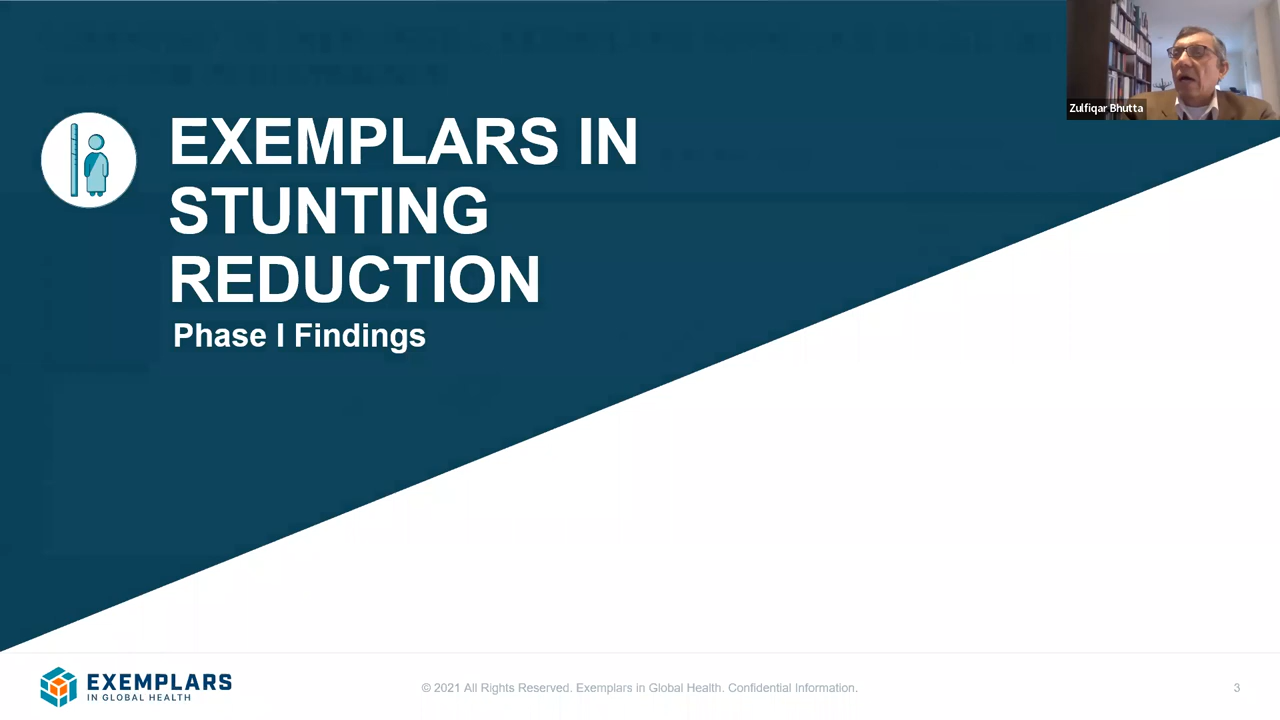 Zulfiqar Bhutta
EXEMPLARS IN
STUNTING
REDUCTION
Phase I Findings
EXEMPLARS
IN GLOBAL HEALTH
© 2021 All Rights Reserved. Exemplars in Global Health. Confidential Information.
3